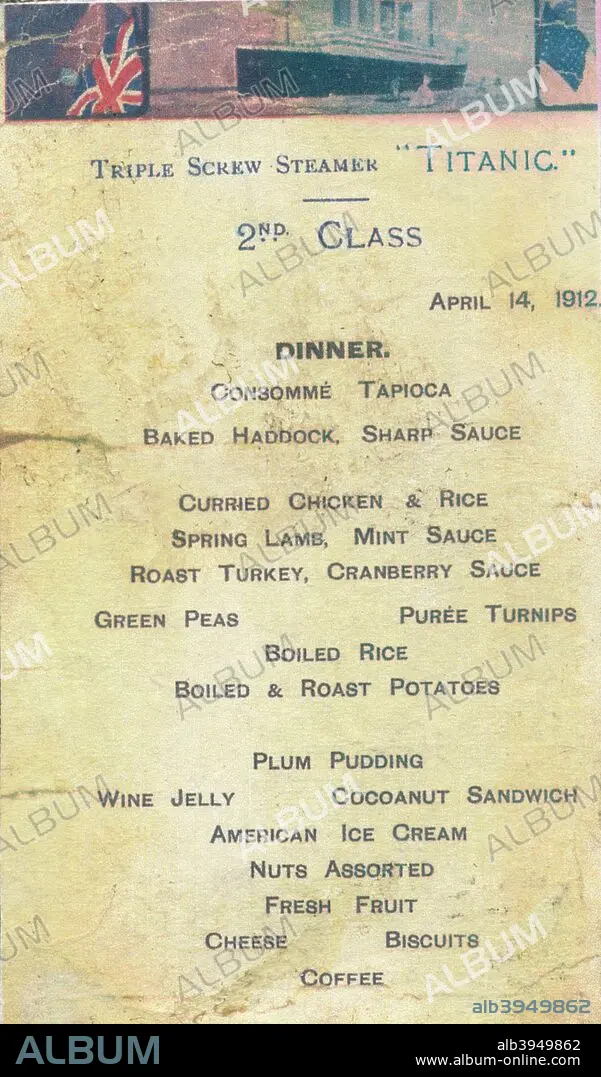 TRIPLE SCREW STEAMER "TITANIC."
2ND. CLASS
APRIL 14, 1912.
DINNER.
CONSOMMÉ TAPIOCA
BAKED HADDOCK, SHARP SAUCE
CURRIED CHICKEN & RICE
SPRING LAMB, MINT SAUCE
ROAST TURKEY, CRANBERRY SAUCE
GREEN PEAS PURÉE TURNIPS
BOILED RICE
BOILED & ROAST POTATOES
PLUM PUDDING
WINE JELLY COCOANUT SANDWICH
AMERICAN ICE CREAM
NUTS ASSORTED
FRESH FRUIT
CHEESE BISCUITS
COFFEE
alb3949862
ALBUM
alb3949862
www.album-online.com